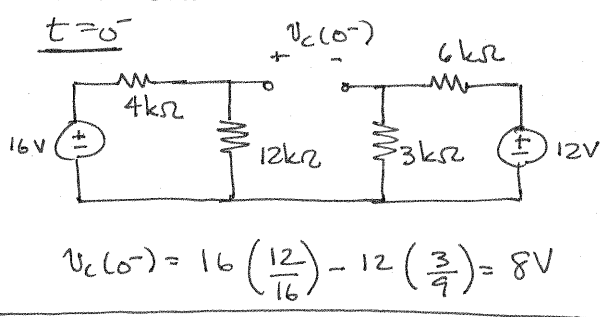 t=0⁻
v_c(0⁻)
+ -
6kΩ
4kΩ
16V
+
-
12kΩ
3kΩ
+
-
12V
v_c(0⁻) = 16 (12/16) - 12 (3/9) = 8V